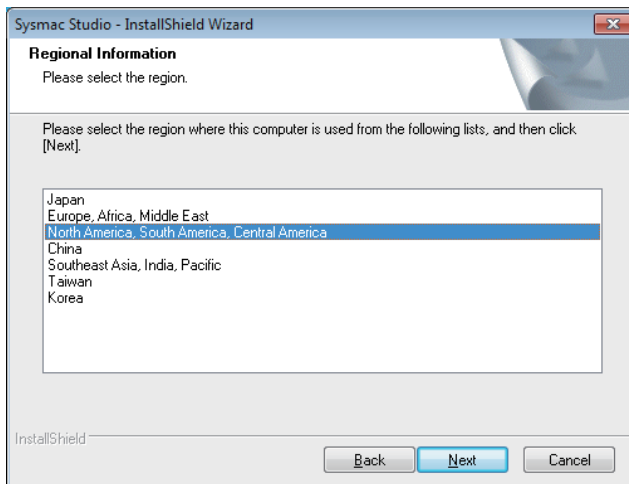 Sysmac Studio - InstallShield Wizard
Regional Information
Please select the region.
Please select the region where this computer is used from the following lists, and then click
[Next].
Japan
Europe, Africa, Middle East
North America, South America, Central America
China
Southeast Asia, India, Pacific
Taiwan
Korea
InstallShield
Back
Next
Cancel